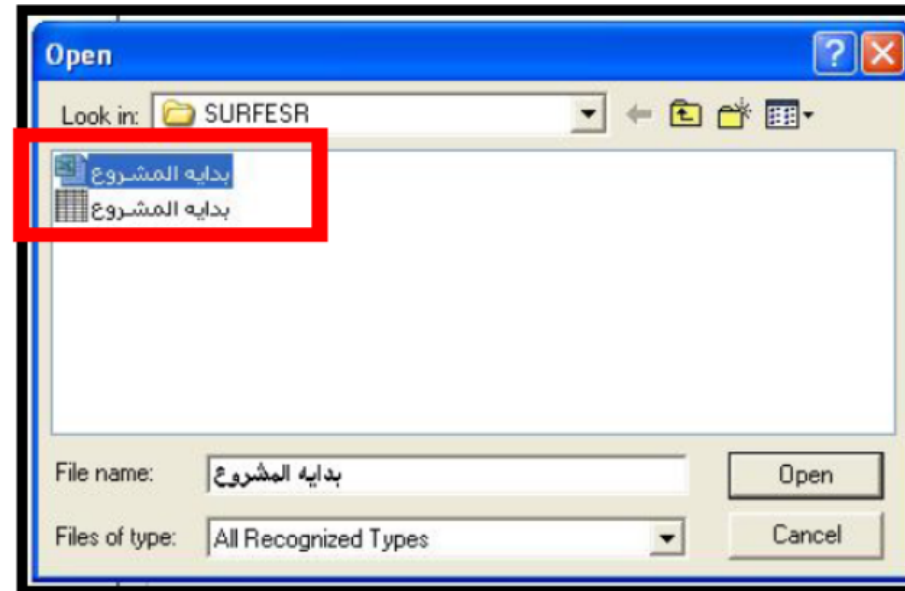 Open
Look in: SURFESR
بدايه المشروع
بدايه المشروع
File name: بدايه المشروع
Open
Files of type: All Recognized Types
Cancel